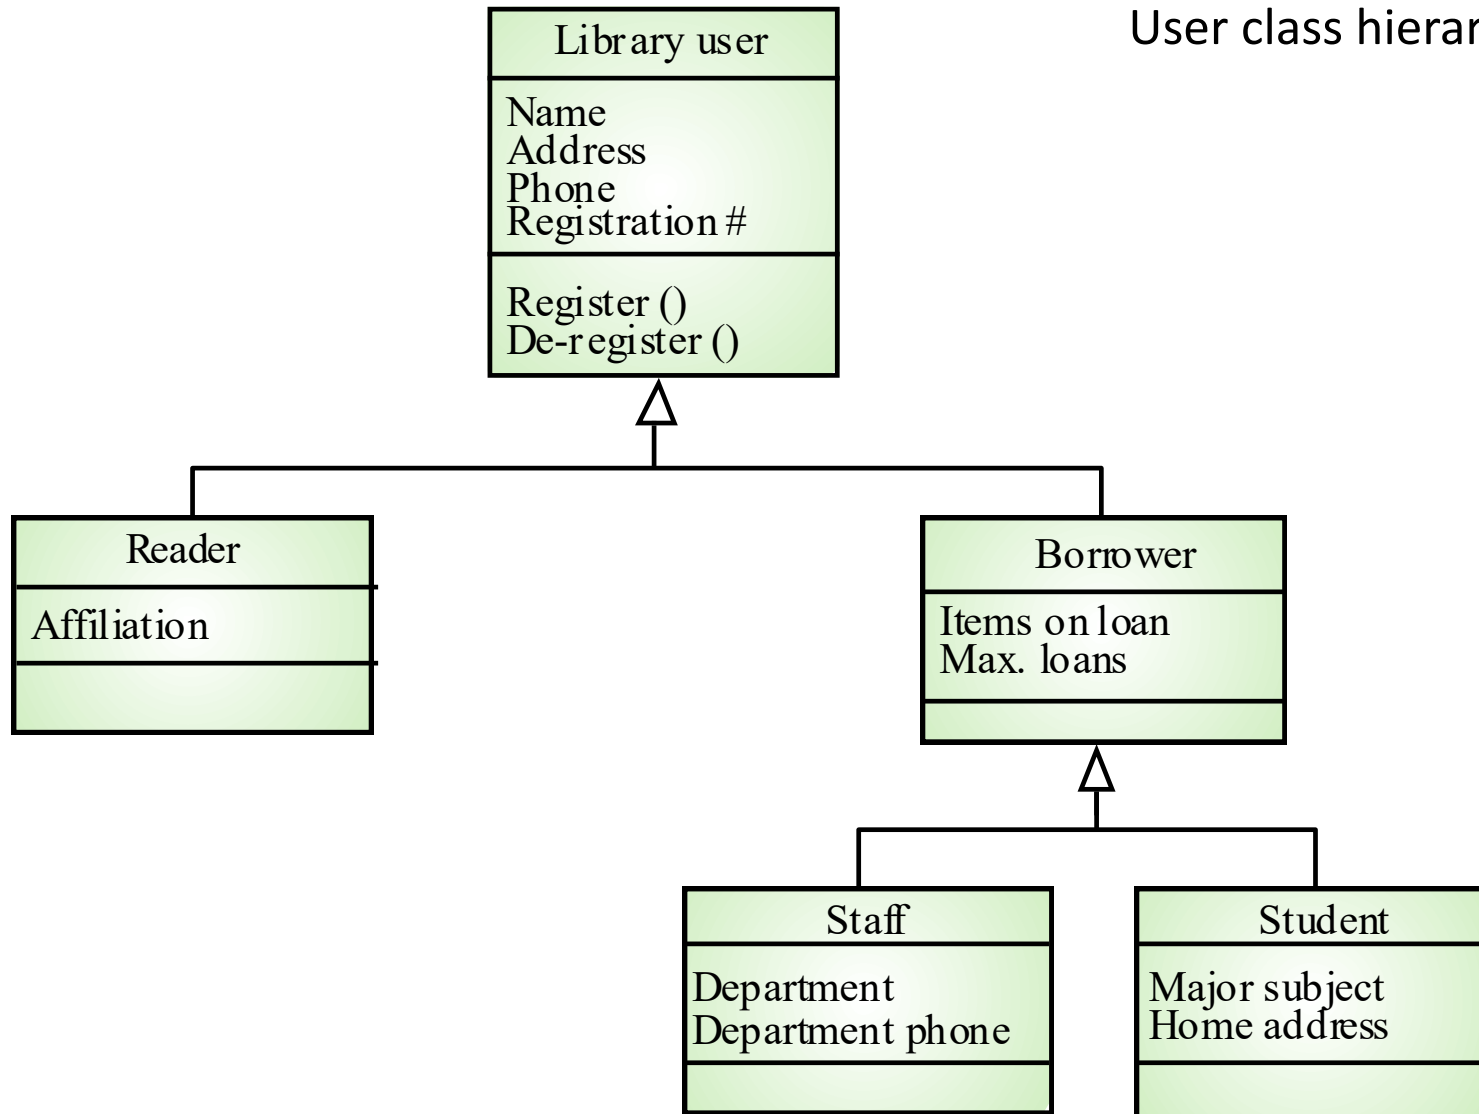 User class hierar
Library user
Name
Address
Phone
Registration #
Register ()
De-register ()
Reader
Affiliation
Borrower
Items on loan
Max. loans
Staff
Department
Department phone
Student
Major subject
Home address